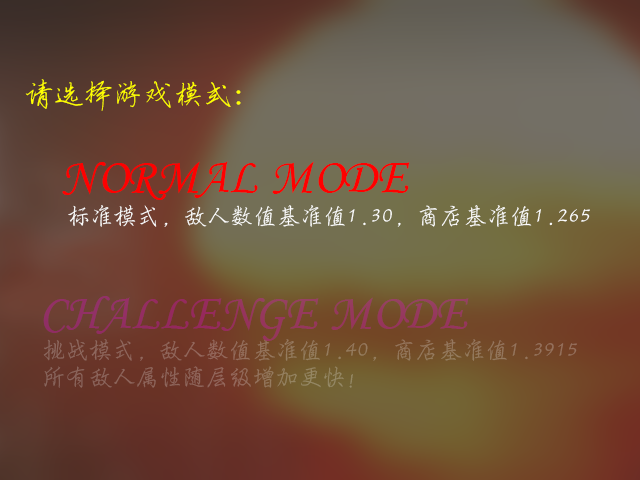 请选择游戏模式：
NORMAL MODE
标准模式，敌人数值基准值1.30，商店基准值1.265
CHALLENGE MODE
挑战模式，敌人数值基准值1.40，商店基准值1.3915
所有敌人属性随层级增加更快！